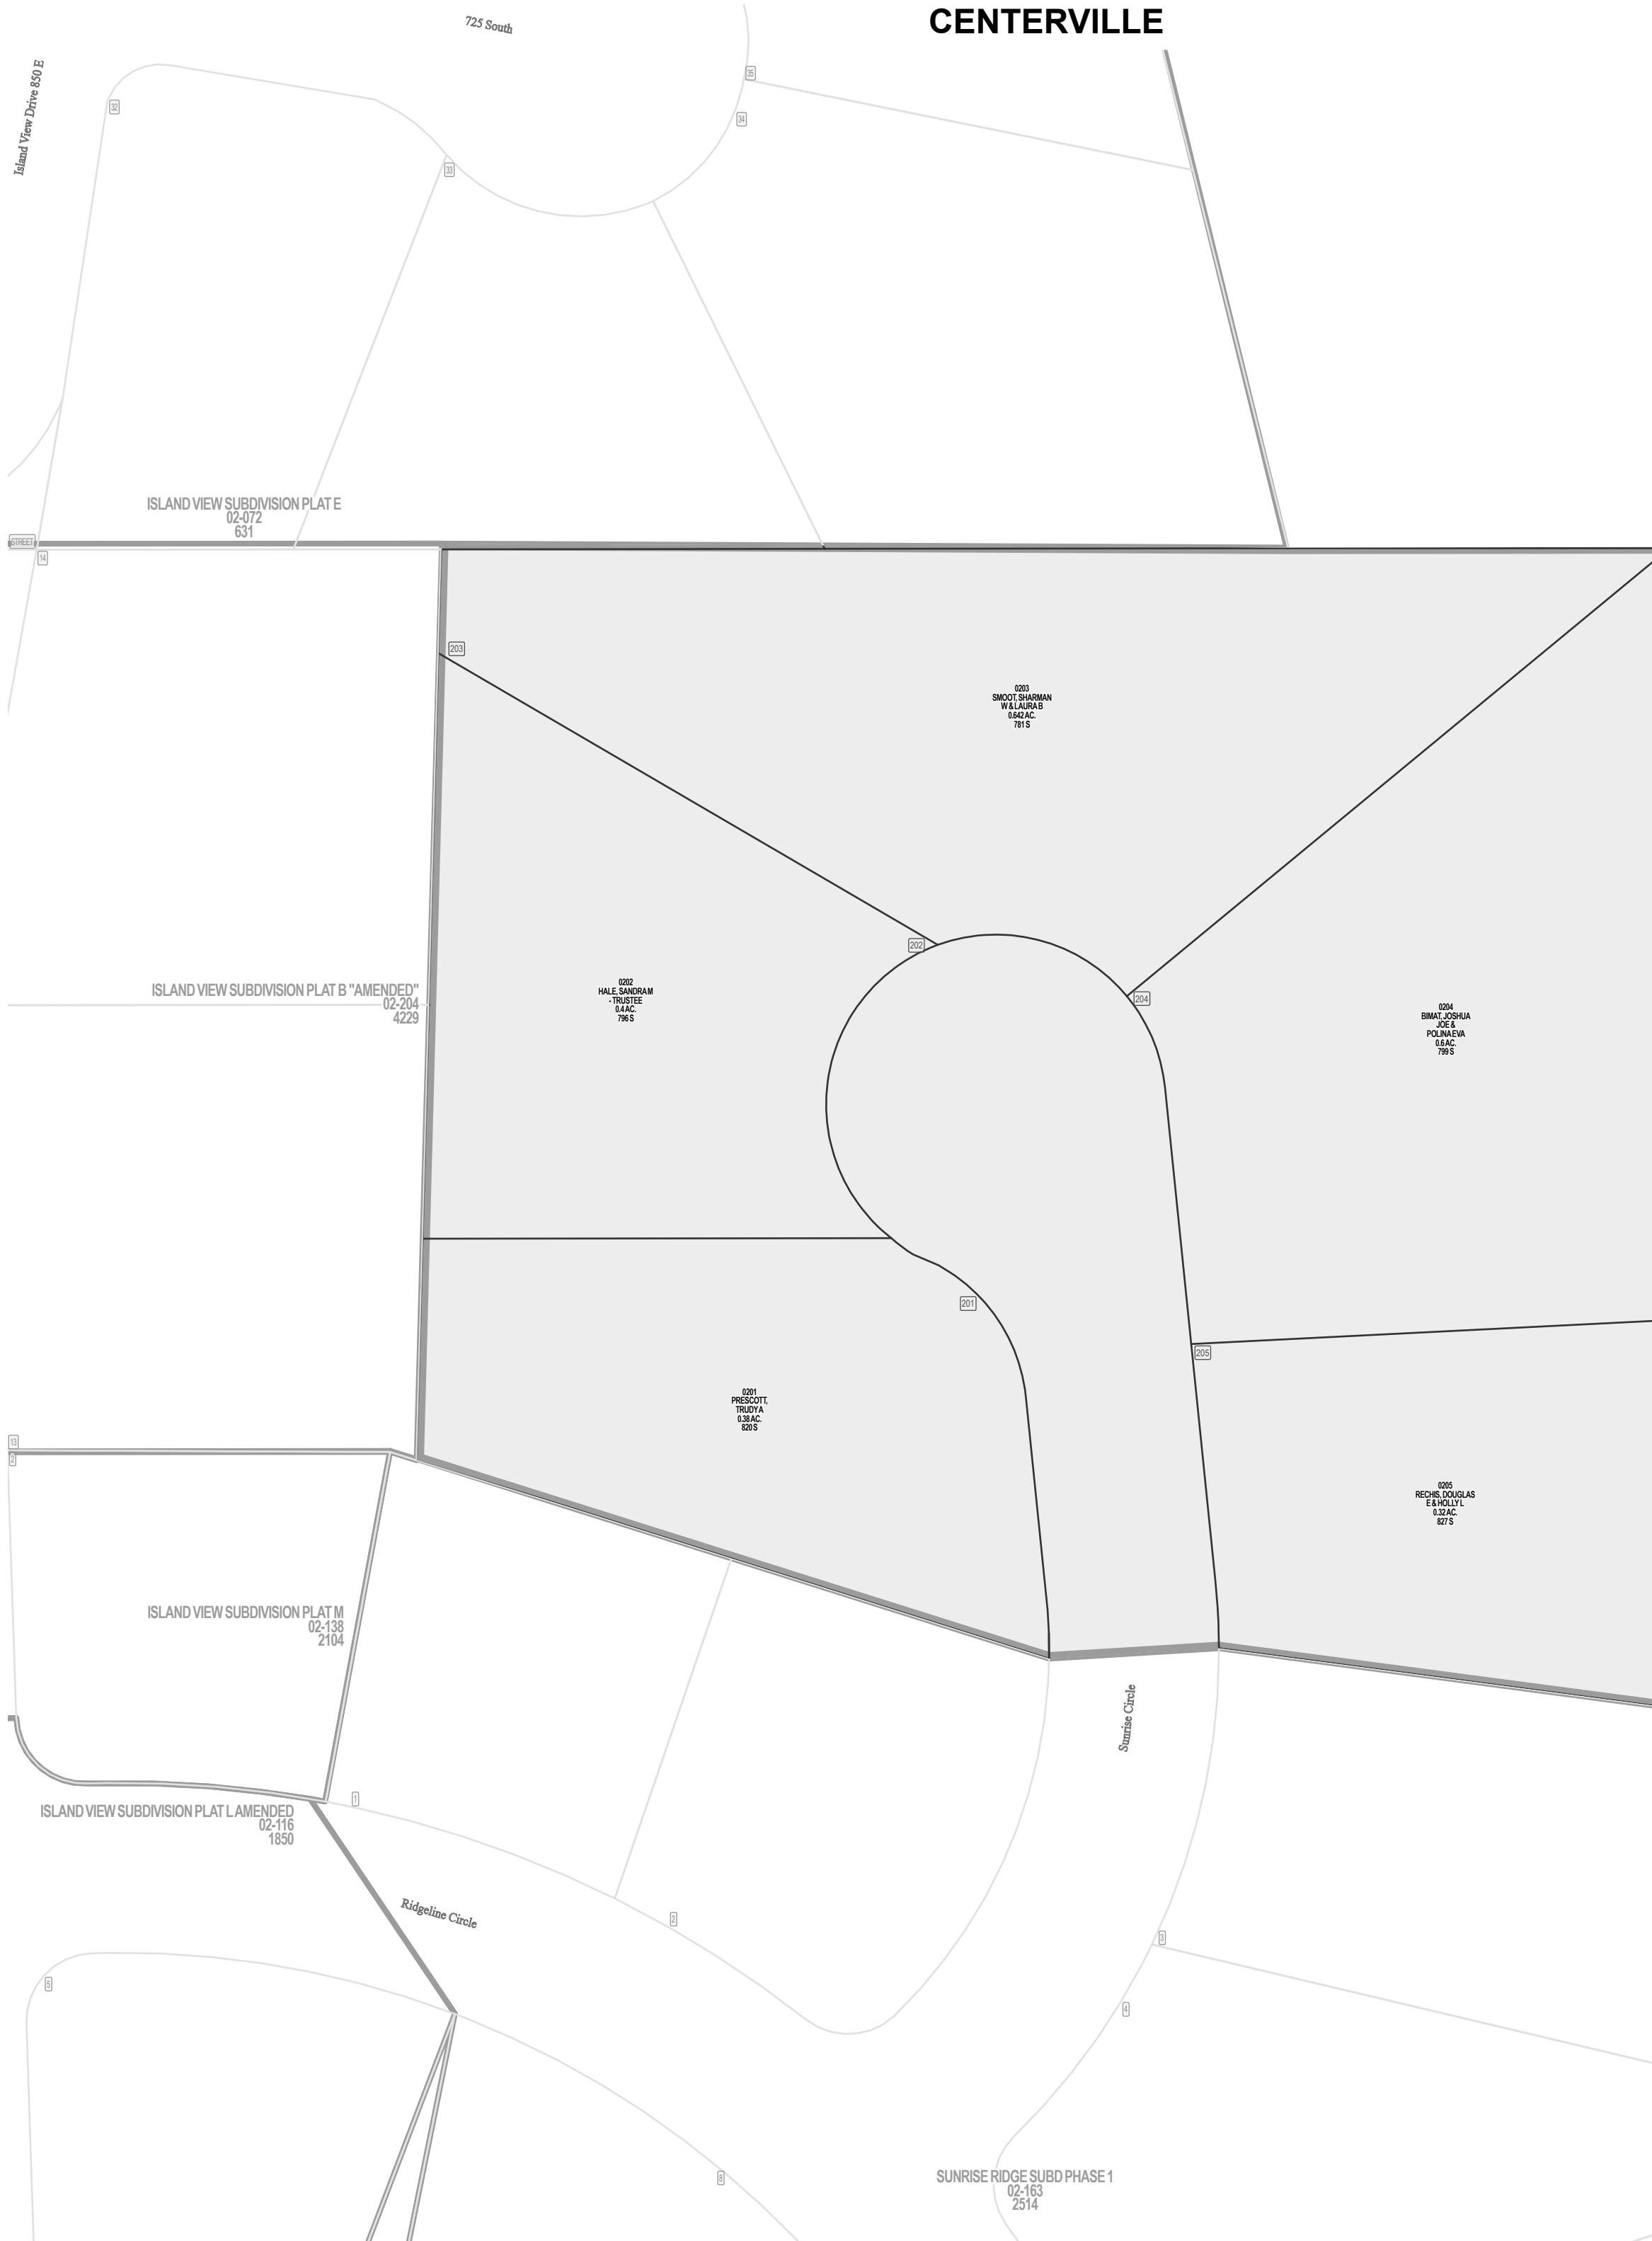 CENTERVILLE
725 South
Island View Drive 850 E
35
32
34
33
ISLAND VIEW SUBDIVISION PLAT E
02-072
631
STREET
14
203
0203
SMOOT, SHARMAN
W & LAURA B
0.642 AC.
781 S
202
0202
HALE, SANDRA M
- TRUSTEE
0.4 AC.
796 S
ISLAND VIEW SUBDIVISION PLAT B "AMENDED"
02-204
4229
204
0204
BIMAT, JOSHUA
JOE &
POLINA EVA
0.6 AC.
799 S
201
205
0201
PRESCOTT,
TRUDY A
0.38 AC.
820 S
13
2
0205
RECHIS, DOUGLAS
E & HOLLY L
0.32 AC.
827 S
ISLAND VIEW SUBDIVISION PLAT M
02-138
2104
Sunrise Circle
1
ISLAND VIEW SUBDIVISION PLAT L AMENDED
02-116
1850
Ridgeline Circle
2
3
5
4
8
SUNRISE RIDGE SUBD PHASE 1
02-163
2514